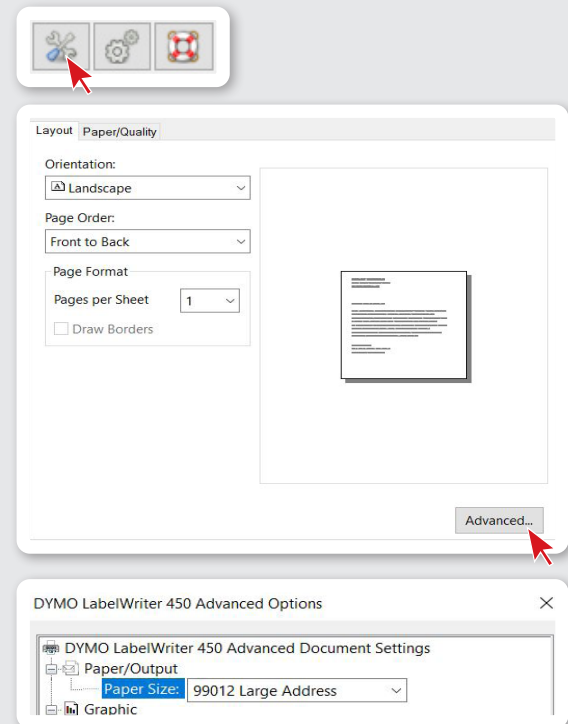 Layout Paper/Quality
Orientation:
Landscape
Page Order:
Front to Back
Page Format
Pages per Sheet 1
Draw Borders
Advanced...
DYMO LabelWriter 450 Advanced Options
DYMO LabelWriter 450 Advanced Document Settings
Paper/Output
Paper Size: 99012 Large Address
Graphic